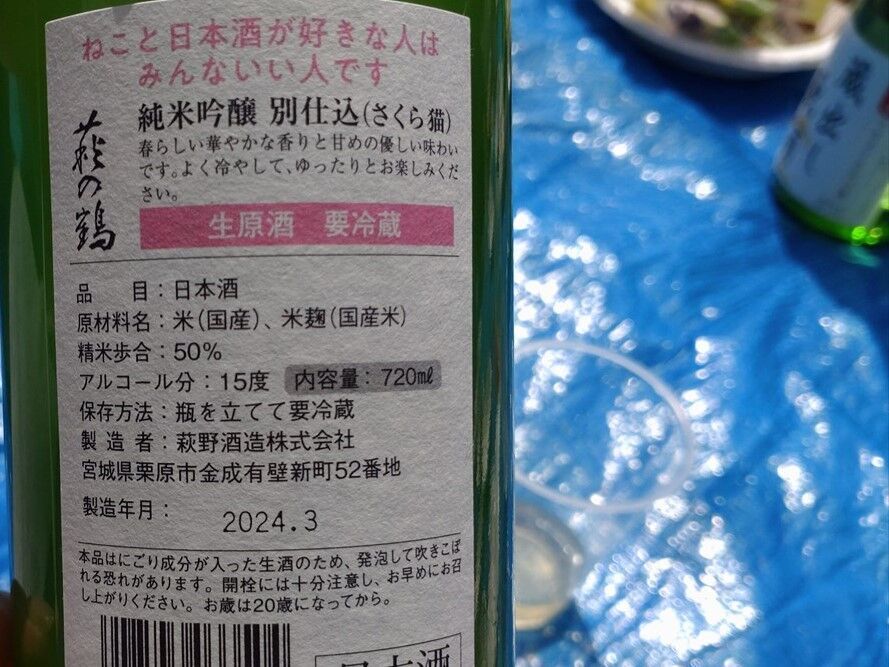 ねこと日本酒が好きな人は
みんないい人です
萩の鶴
純米吟醸 別仕込(さくら猫)
春らしい華やかな香りと甘めの優しい味わい
です。よく冷やして、ゆったりとお楽しみくだ
さい。
生原酒 要冷蔵
品 目:日本酒
原材料名:米(国産)、米麹(国産米)
精米歩合:50%
アルコール分:15度 内容量:720㎖
保存方法:瓶を立てて要冷蔵
製造者:萩野酒造株式会社
宮城県栗原市金成有壁新町52番地
製造年月:
2024.3
本品はにごり成分が入った生酒のため、発泡して吹きこぼ
れる恐れがあります。開栓には十分注意し、お早めにお召
し上がりください。お歳は20歳になってから。
日本酒
蔵出し